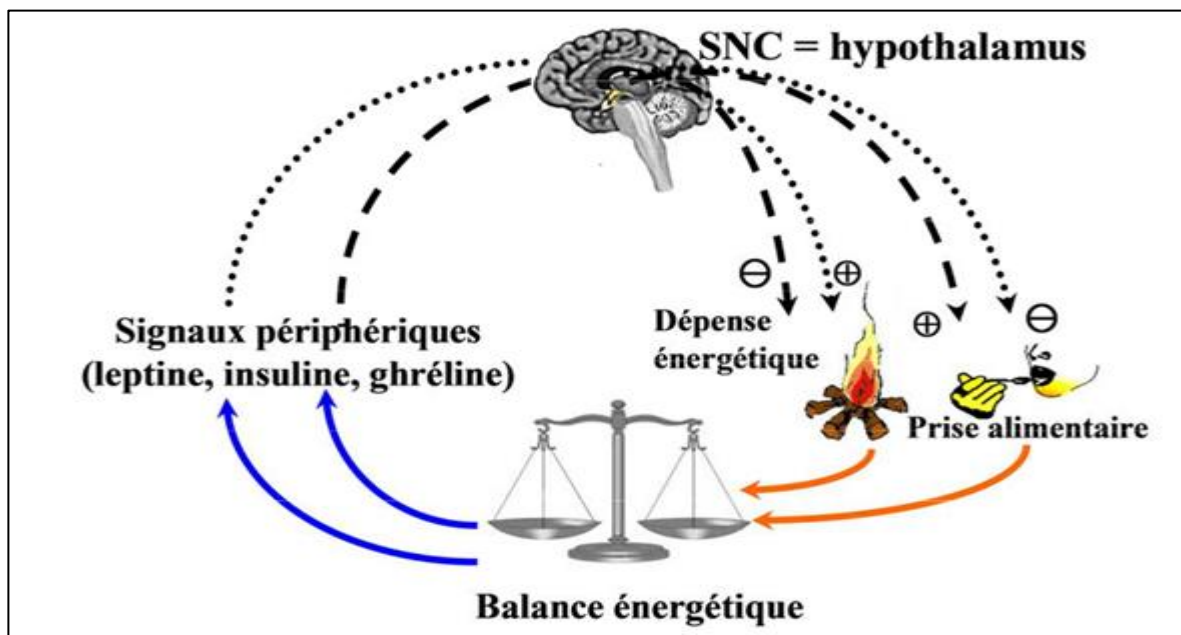 SNC = hypothalamus
⊖
⊕
Dépense
énergétique
⊕
⊖
Signaux périphériques
(leptine, insuline, ghréline)
Prise alimentaire
Balance énergétique